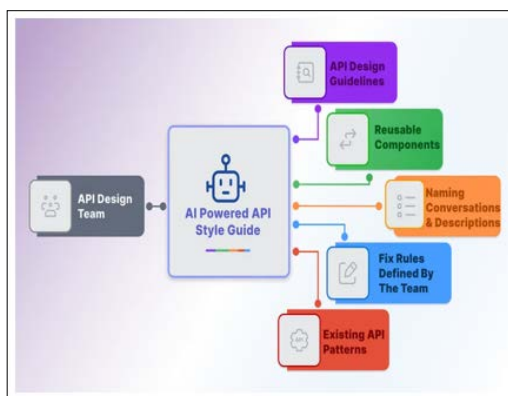 API Design
Guidelines
Reusable
Components
API Design
Team
AI Powered API
Style Guide
Naming
Conversations
& Descriptions
Fix Rules
Defined By
The Team
API
Existing API
Patterns